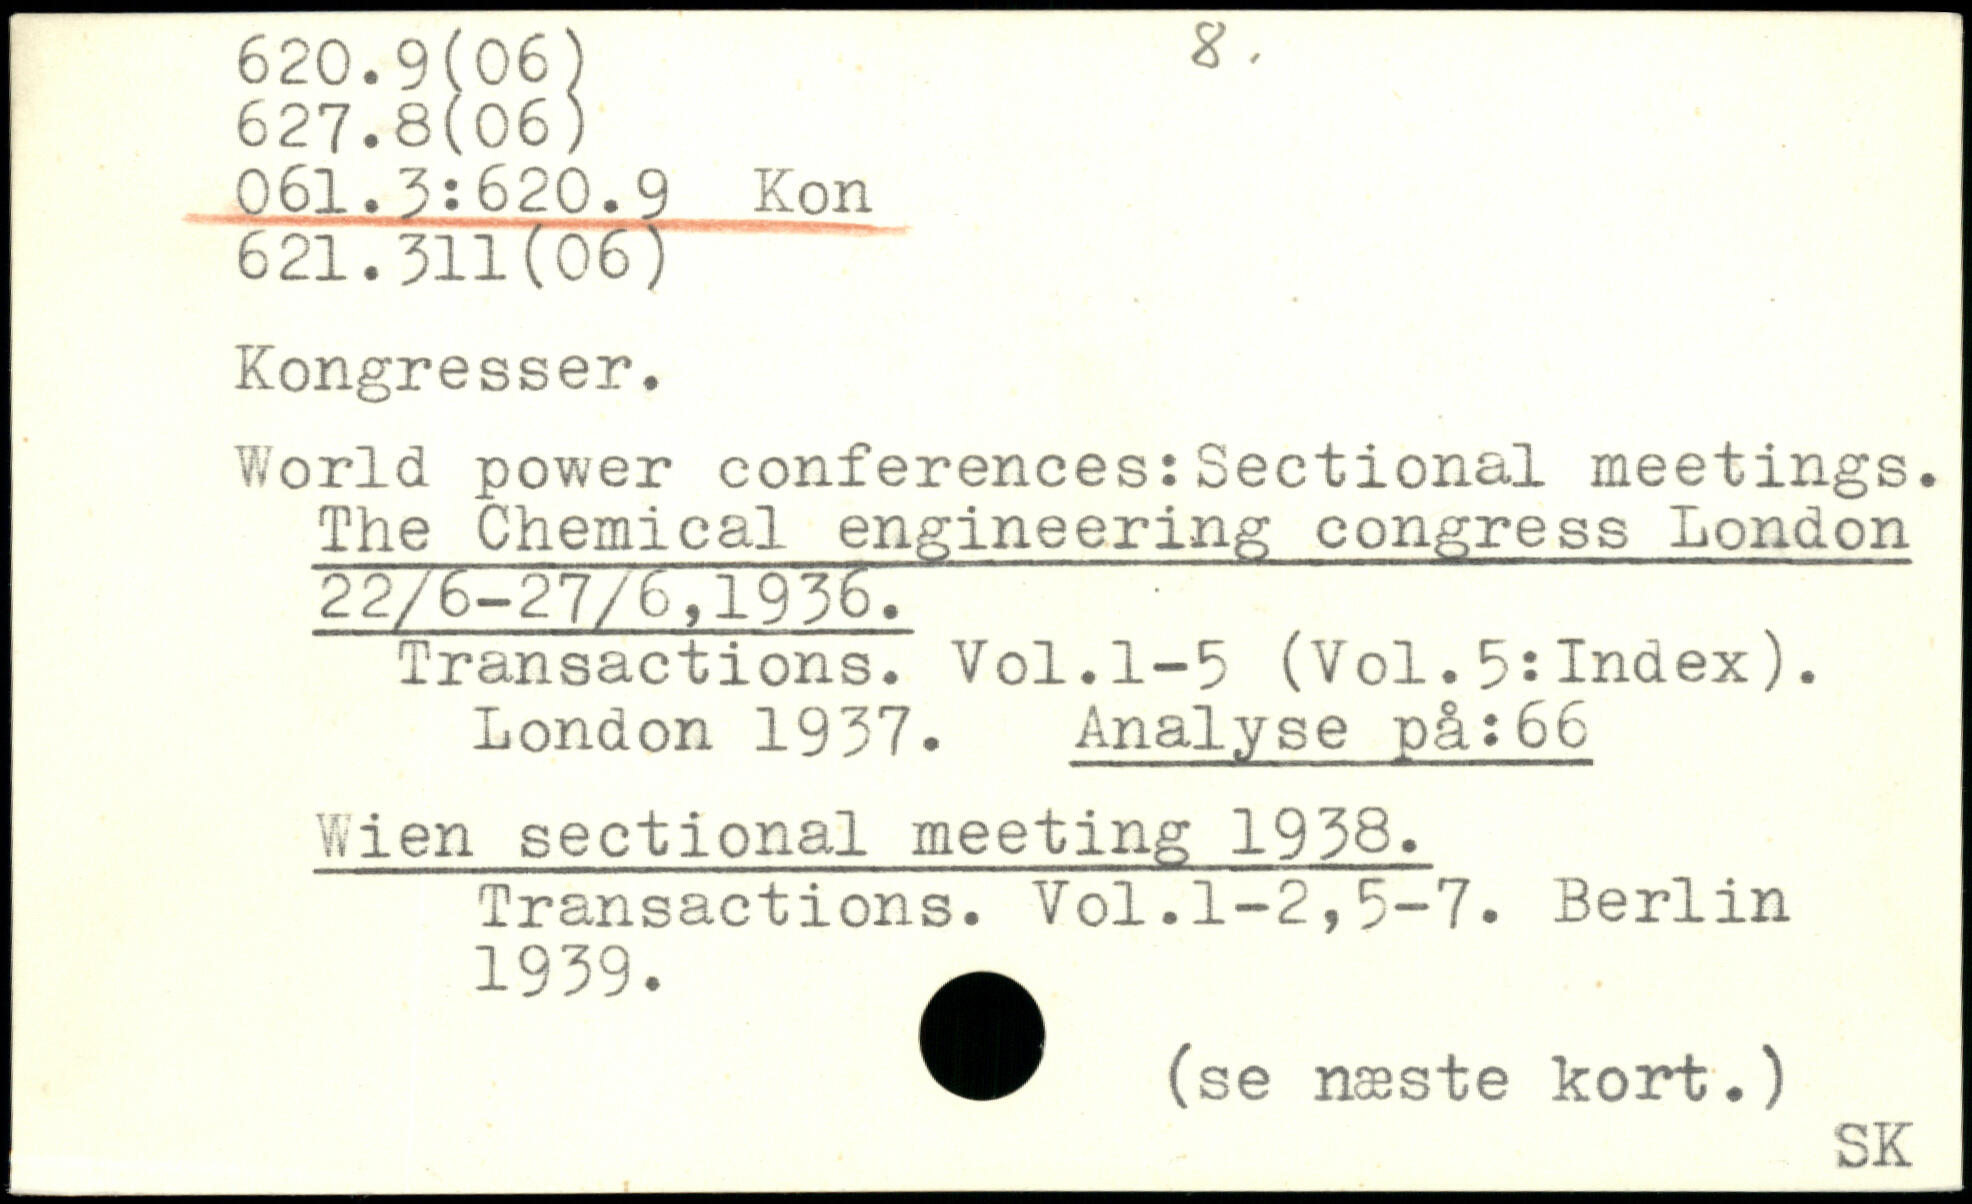 8.
620.9(06)
627.8(06)
061.3:620.9 Kon
621.311(06)
Kongresser.
World power conferences:Sectional meetings.
The Chemical engineering congress London
22/6-27/6,1936.
Transactions. Vol.1-5 (Vol.5:Index).
London 1937. Analyse på:66
Wien sectional meeting 1938.
Transactions. Vol.1-2,5-7. Berlin
1939.
(se næste kort.)
SK